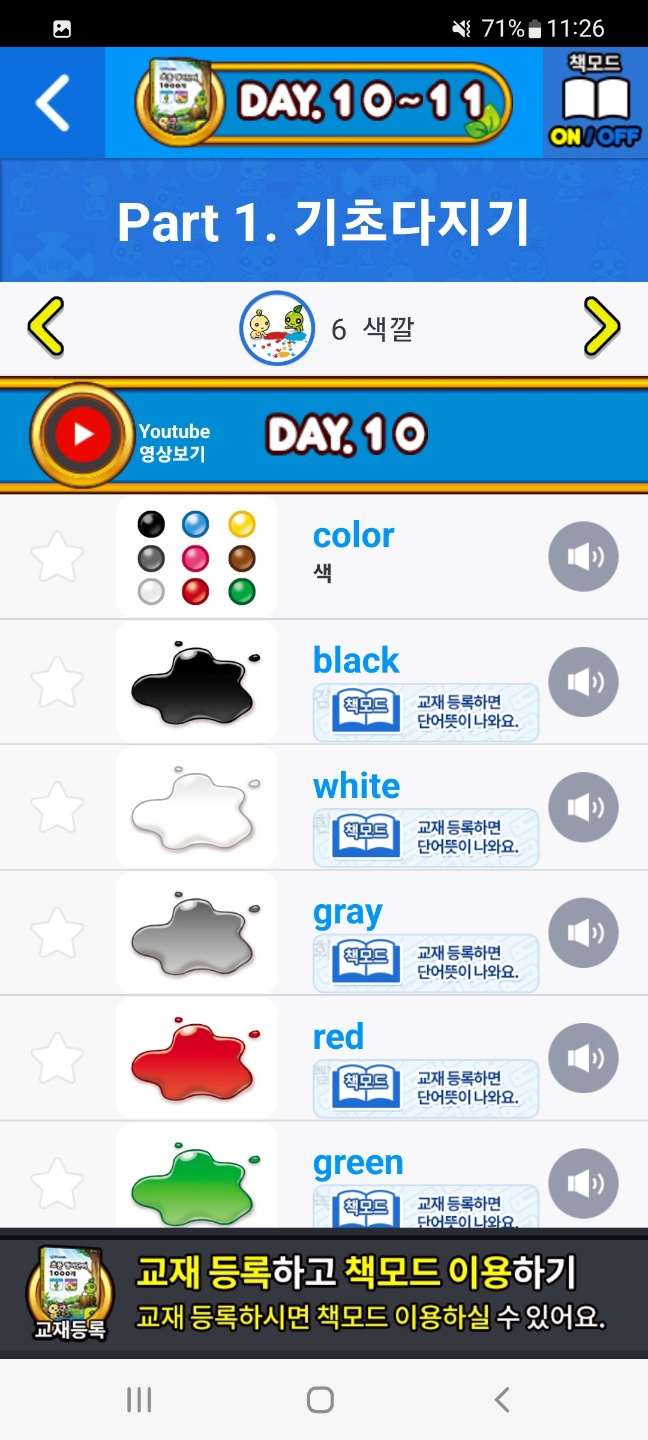 71% 11:26
DAY. 10~11
책모드
ON/OFF
Part 1. 기초다지기
6 색깔
Youtube
영상보기
DAY. 10
color
색
black
책모드
교재 등록하면
단어뜻이 나와요.
white
책모드
교재 등록하면
단어뜻이 나와요.
gray
책모드
교재 등록하면
단어뜻이 나와요.
red
책모드
교재 등록하면
단어뜻이 나와요.
green
책모드
교재 등록하면
단어뜻이 나와요.
교재 등록하고 책모드 이용하기
교재등록
교재 등록하시면 책모드 이용하실 수 있어요.